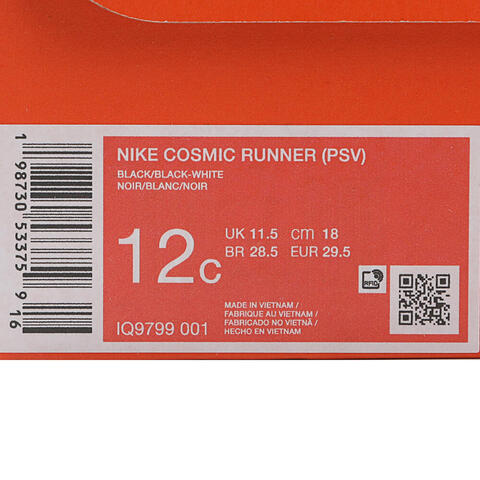 NIKE COSMIC RUNNER (PSV)
BLACK/BLACK-WHITE
NOIR/BLANC/NOIR
12C
UK 11.5 cm 18
BR 28.5 EUR 29.5
RFID
IQ9799 001
MADE IN VIETNAM /
FABRIQUE AU VIETNAM /
FABRICADO NO VIETNÃ /
HECHO EN VIETNAM
1 98730 53375 9 16